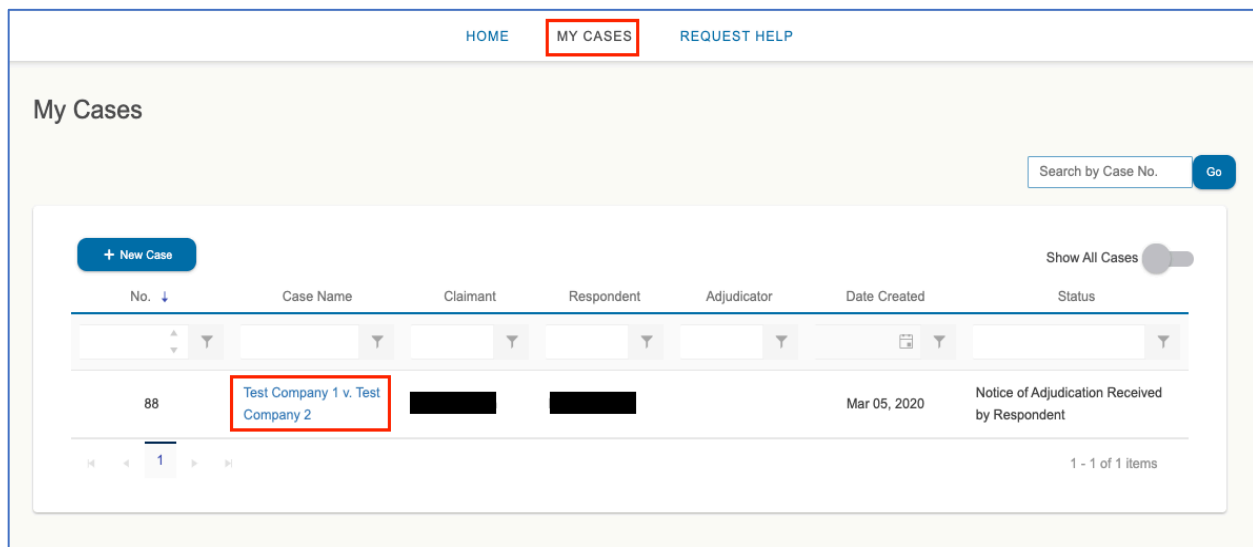 HOME MY CASES REQUEST HELP
My Cases
Search by Case No. Go
+ New Case
Show All Cases
No. ↓ Case Name Claimant Respondent Adjudicator Date Created Status
88 Test Company 1 v. Test Company 2 Mar 05, 2020 Notice of Adjudication Received by Respondent
1 1 - 1 of 1 items